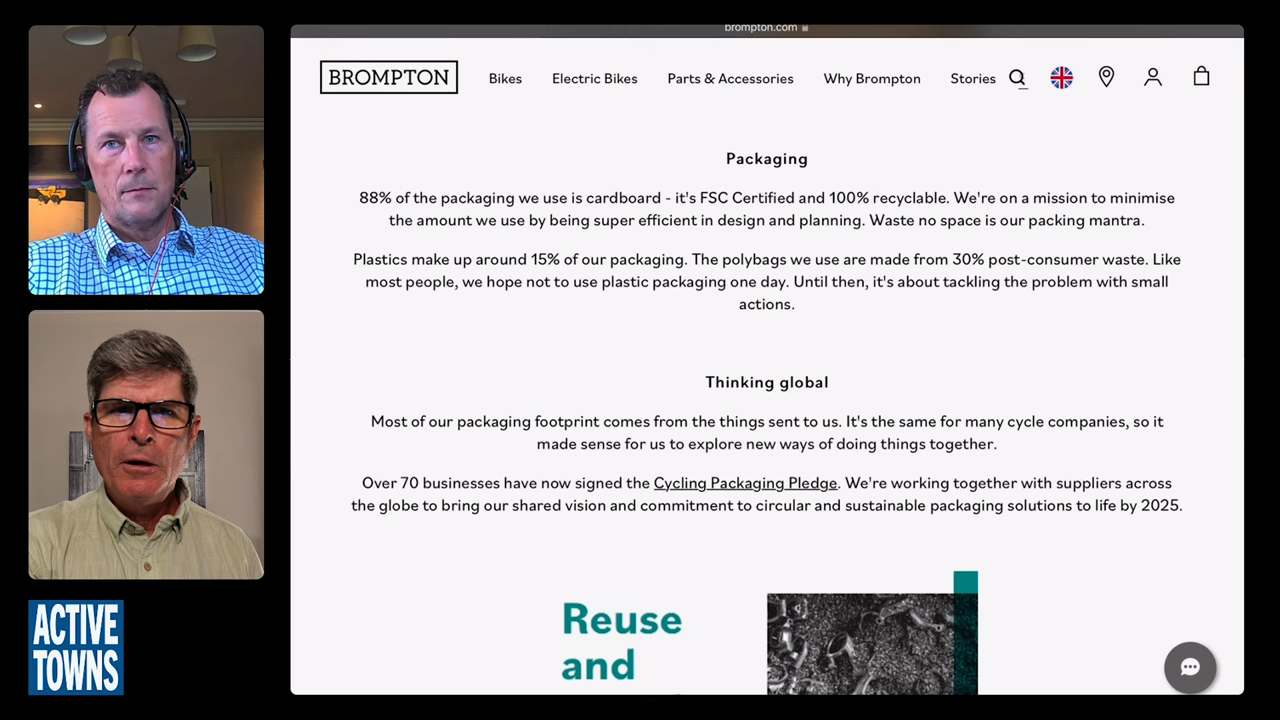 brompton.com
BROMPTON
Bikes
Electric Bikes
Parts & Accessories
Why Brompton
Stories
Packaging
88% of the packaging we use is cardboard - it's FSC Certified and 100% recyclable. We're on a mission to minimise
the amount we use by being super efficient in design and planning. Waste no space is our packing mantra.
Plastics make up around 15% of our packaging. The polybags we use are made from 30% post-consumer waste. Like
most people, we hope not to use plastic packaging one day. Until then, it's about tackling the problem with small
actions.
Thinking global
Most of our packaging footprint comes from the things sent to us. It's the same for many cycle companies, so it
made sense for us to explore new ways of doing things together.
Over 70 businesses have now signed the Cycling Packaging Pledge. We're working together with suppliers across
the globe to bring our shared vision and commitment to circular and sustainable packaging solutions to life by 2025.
Reuse
and
ACTIVE
TOWNS